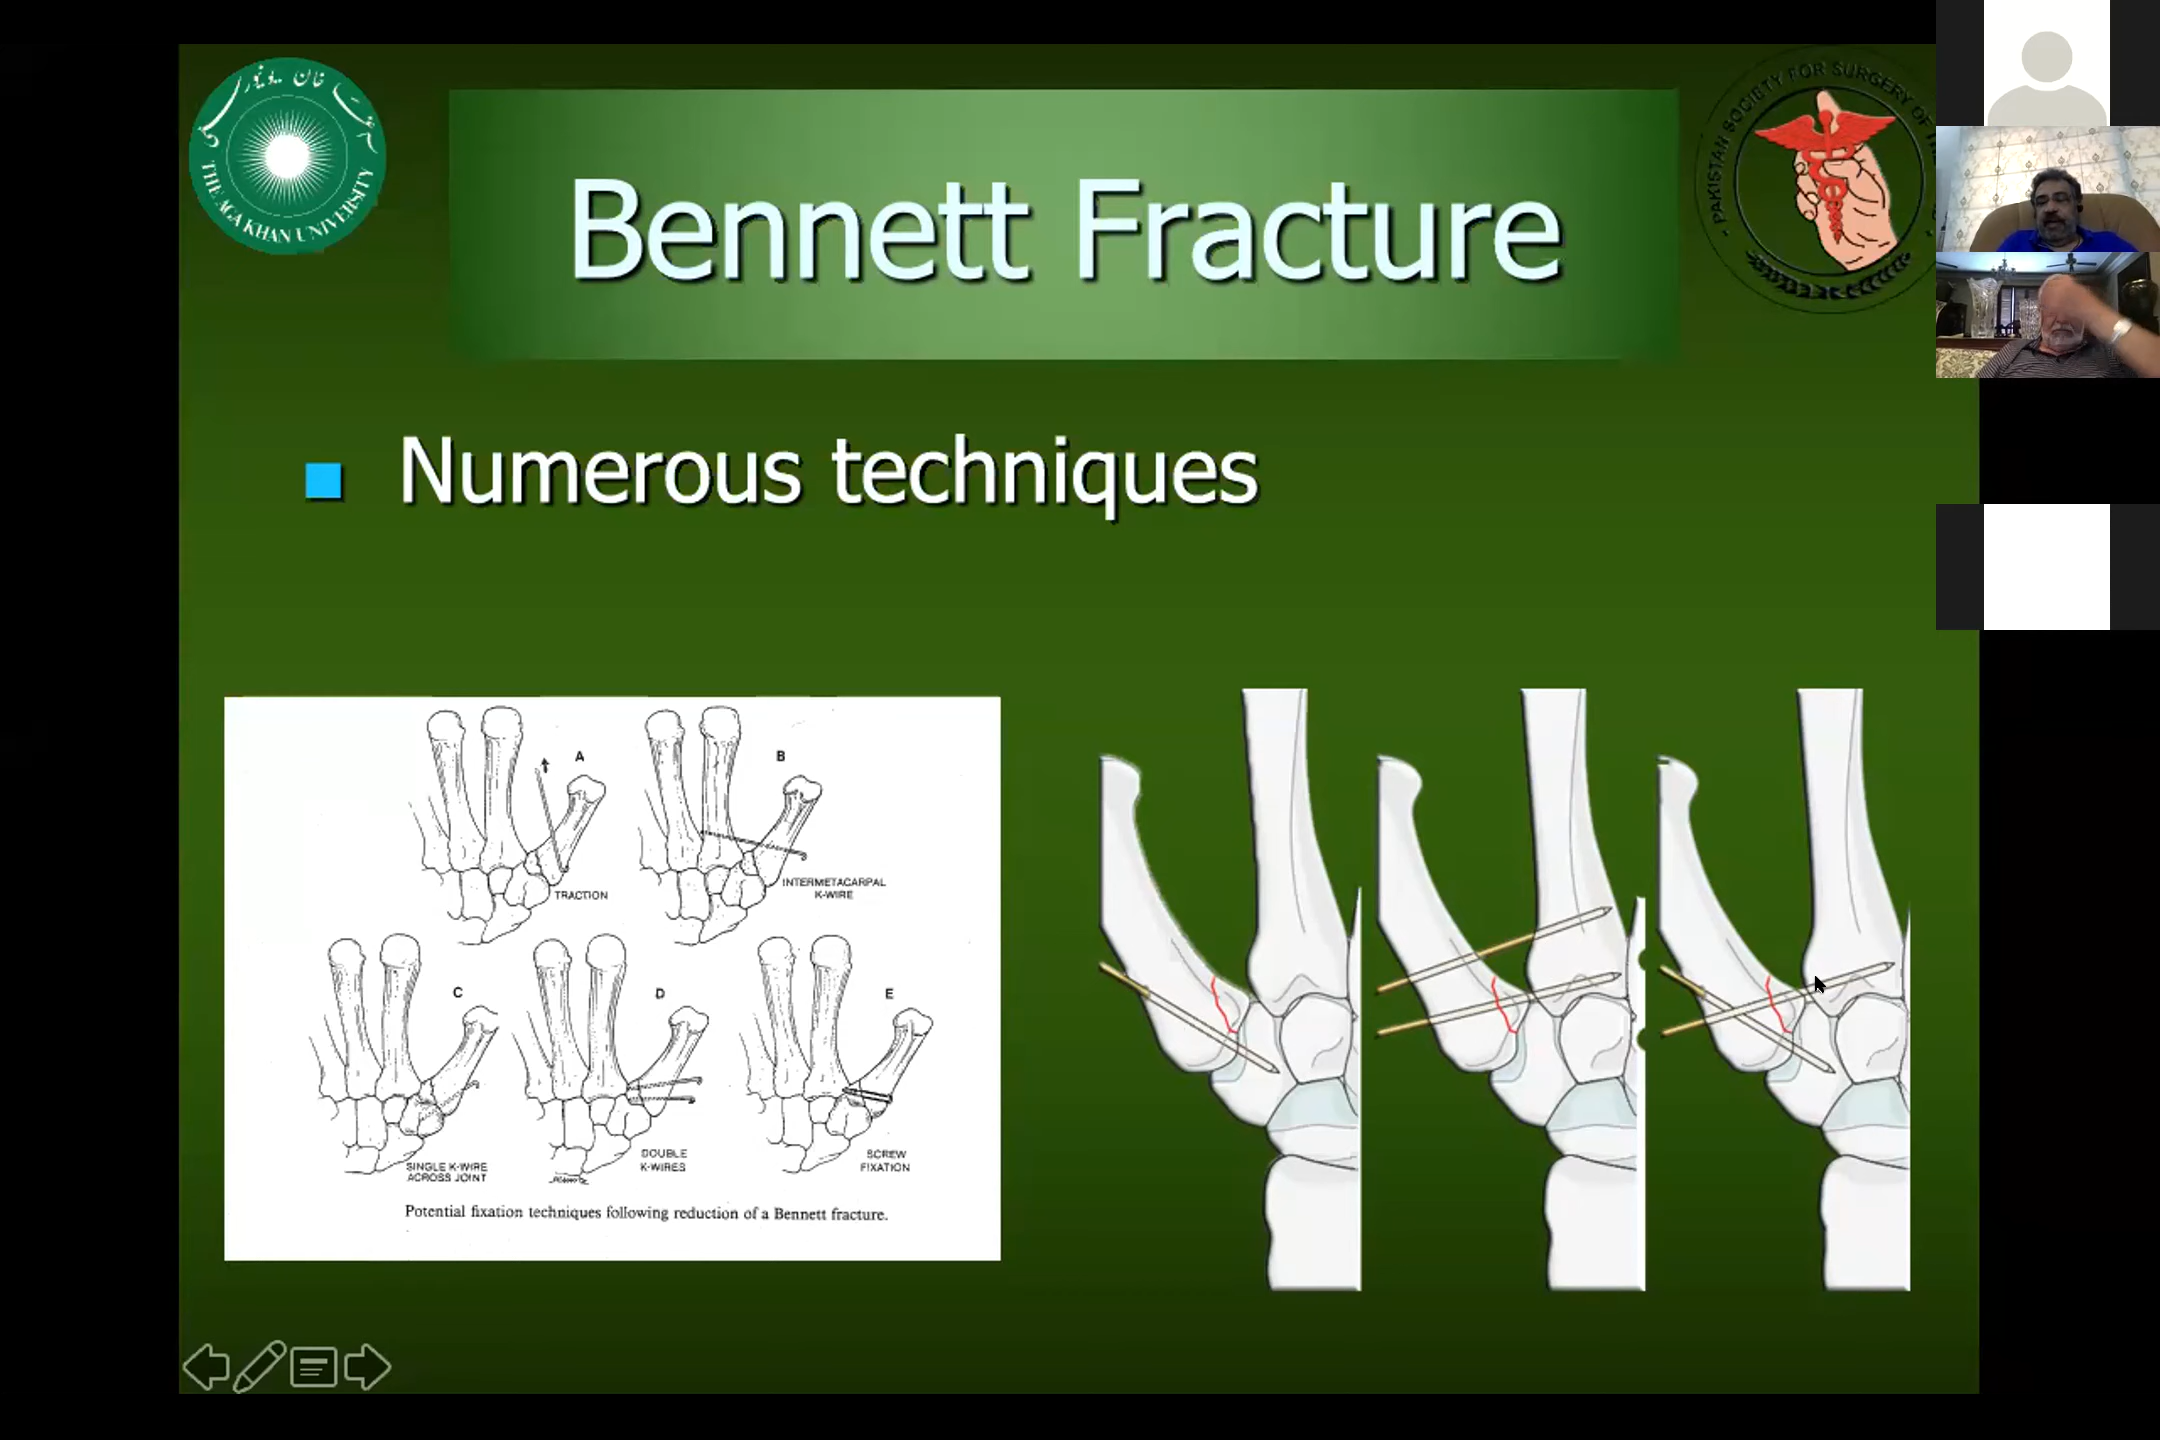 THE AGA KHAN UNIVERSITY
Bennett Fracture
PAKISTAN SOCIETY FOR SURGERY OF
Numerous techniques
A
B
TRACTION
INTERMETACARPAL
K-WIRE
C
D
E
SINGLE K-WIRE
ACROSS JOINT
DOUBLE
K-WIRES
SCREW
FIXATION
Potential fixation techniques following reduction of a Bennett fracture.